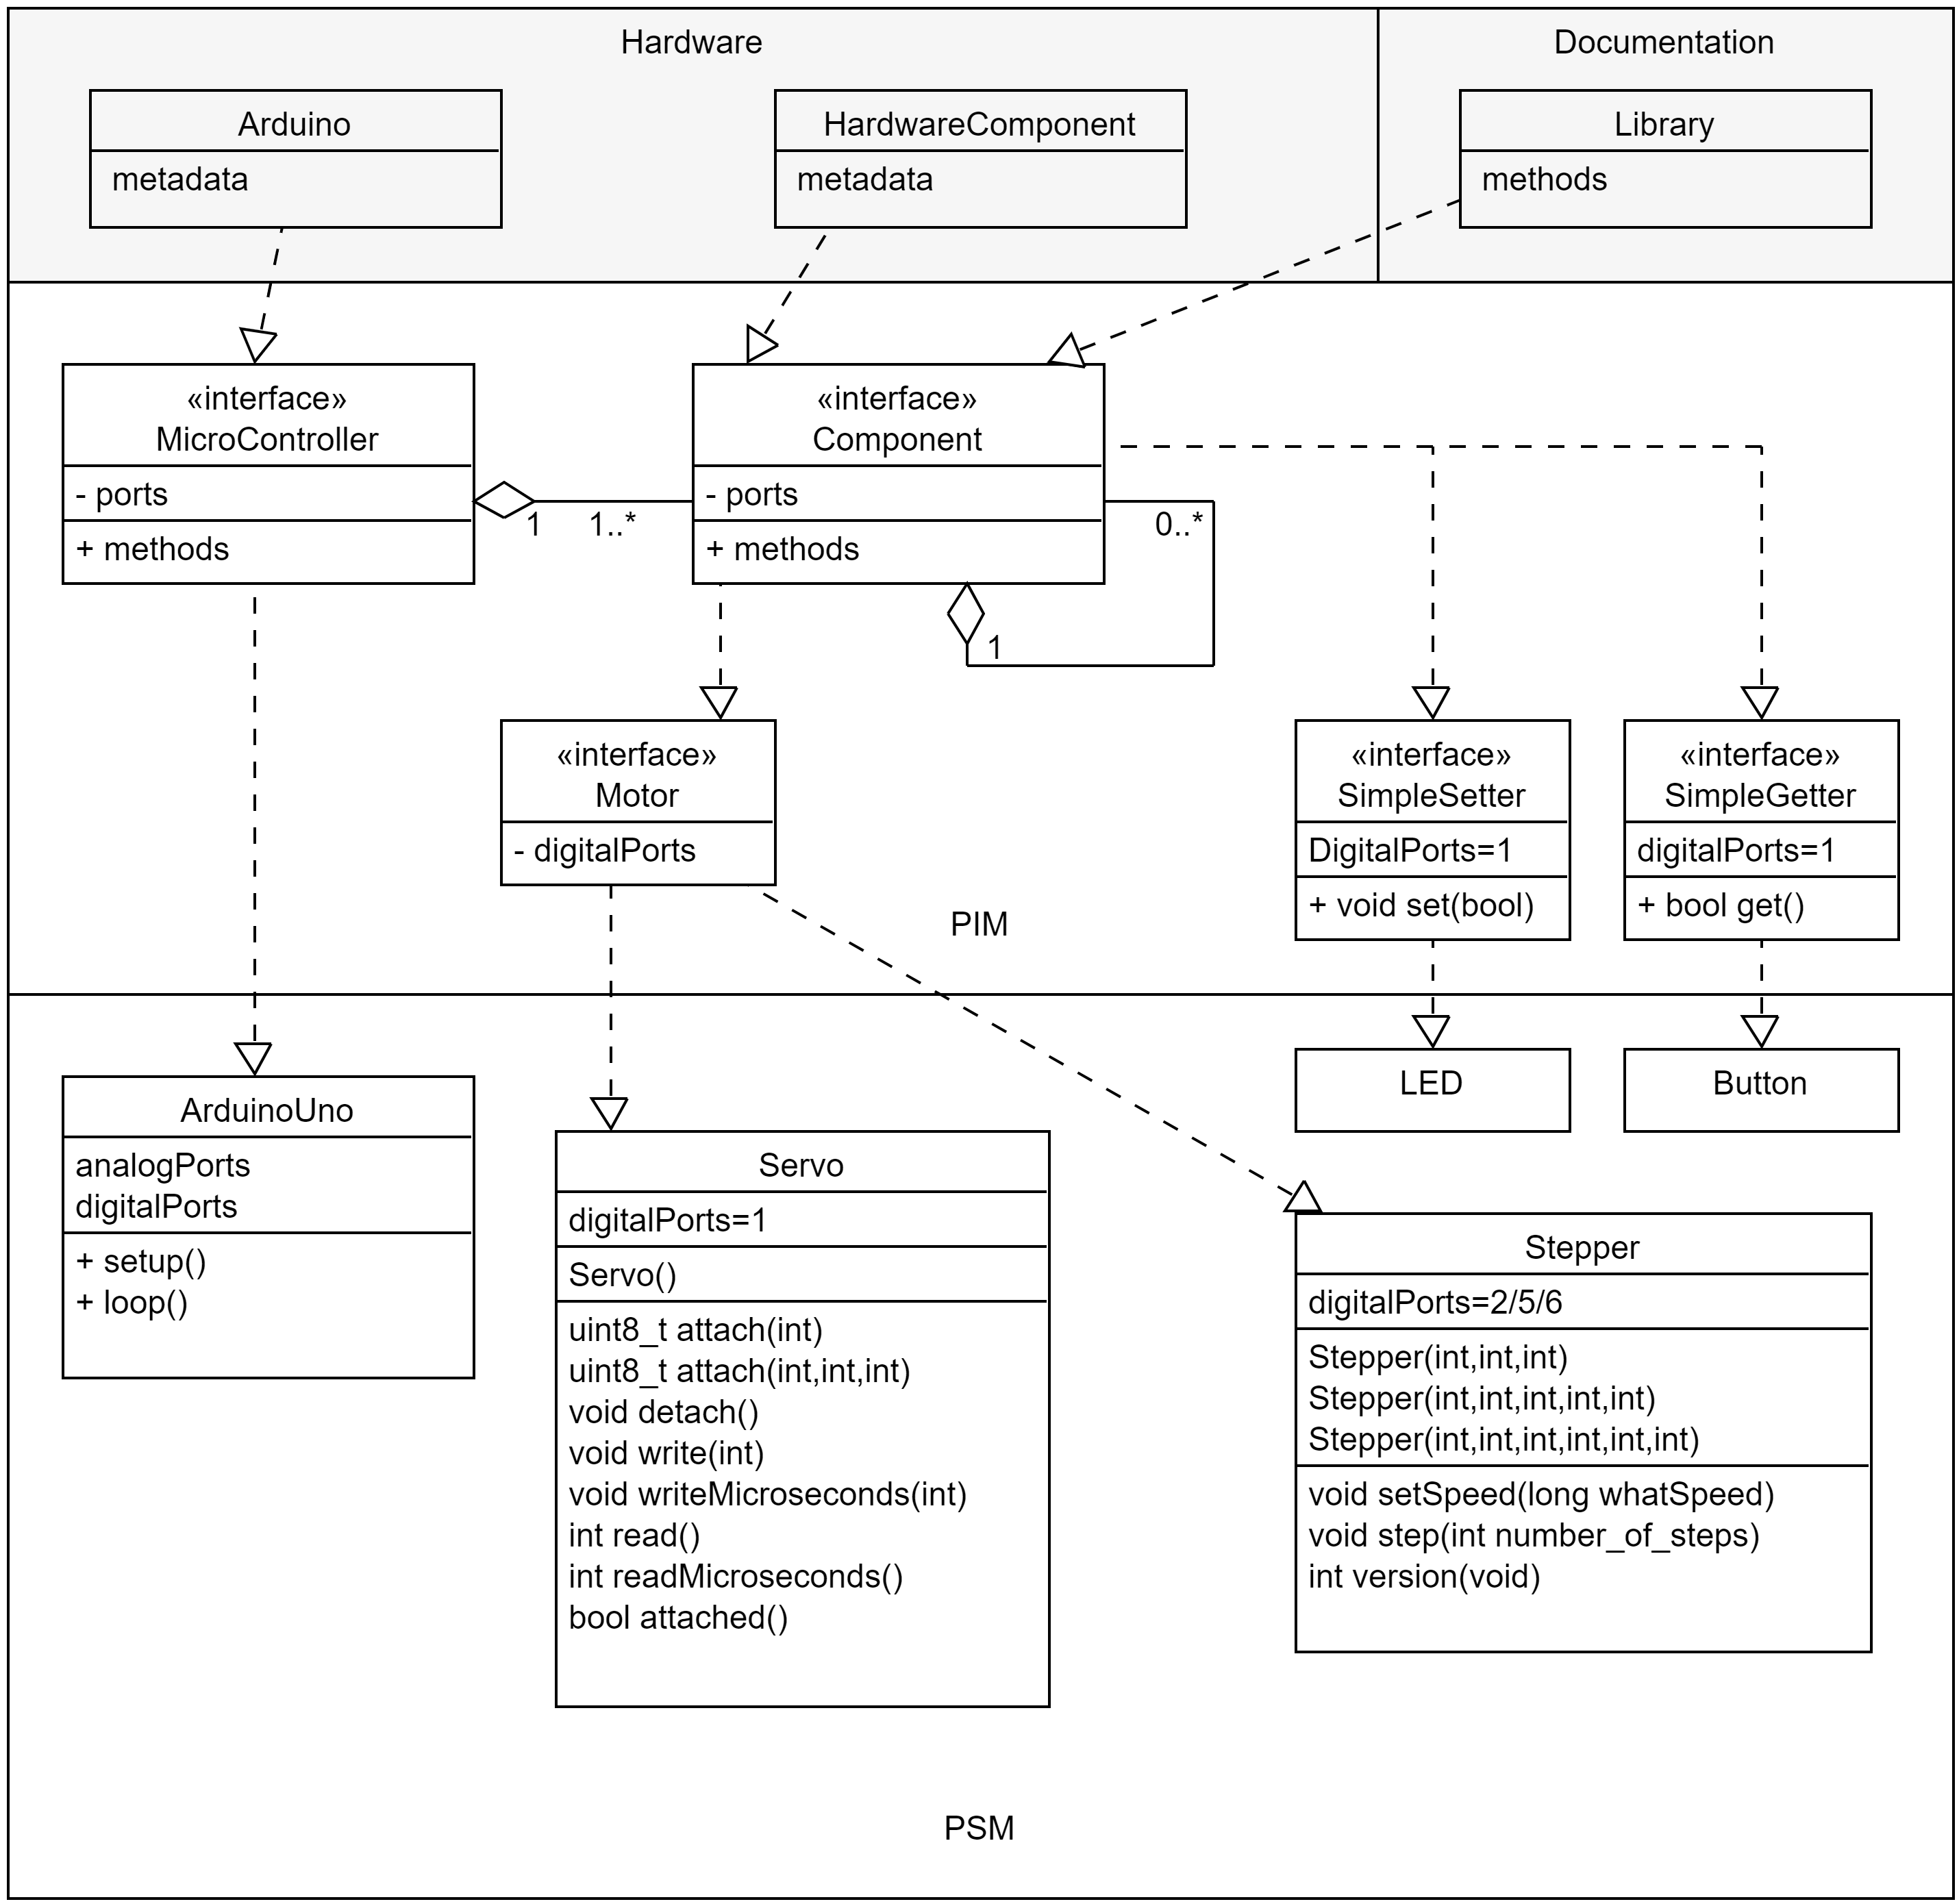 Hardware
Documentation
Arduino
metadata
HardwareComponent
metadata
Library
methods
«interface»
MicroController
- ports
+ methods
1
1..*
«interface»
Component
- ports
+ methods
0..*
1
«interface»
Motor
- digitalPorts
«interface»
SimpleSetter
DigitalPorts=1
+ void set(bool)
«interface»
SimpleGetter
digitalPorts=1
+ bool get()
PIM
ArduinoUno
analogPorts
digitalPorts
+ setup()
+ loop()
Servo
digitalPorts=1
Servo()
uint8_t attach(int)
uint8_t attach(int,int,int)
void detach()
void write(int)
void writeMicroseconds(int)
int read()
int readMicroseconds()
bool attached()
LED
Button
Stepper
digitalPorts=2/5/6
Stepper(int,int,int)
Stepper(int,int,int,int,int)
Stepper(int,int,int,int,int,int)
void setSpeed(long whatSpeed)
void step(int number_of_steps)
int version(void)
PSM